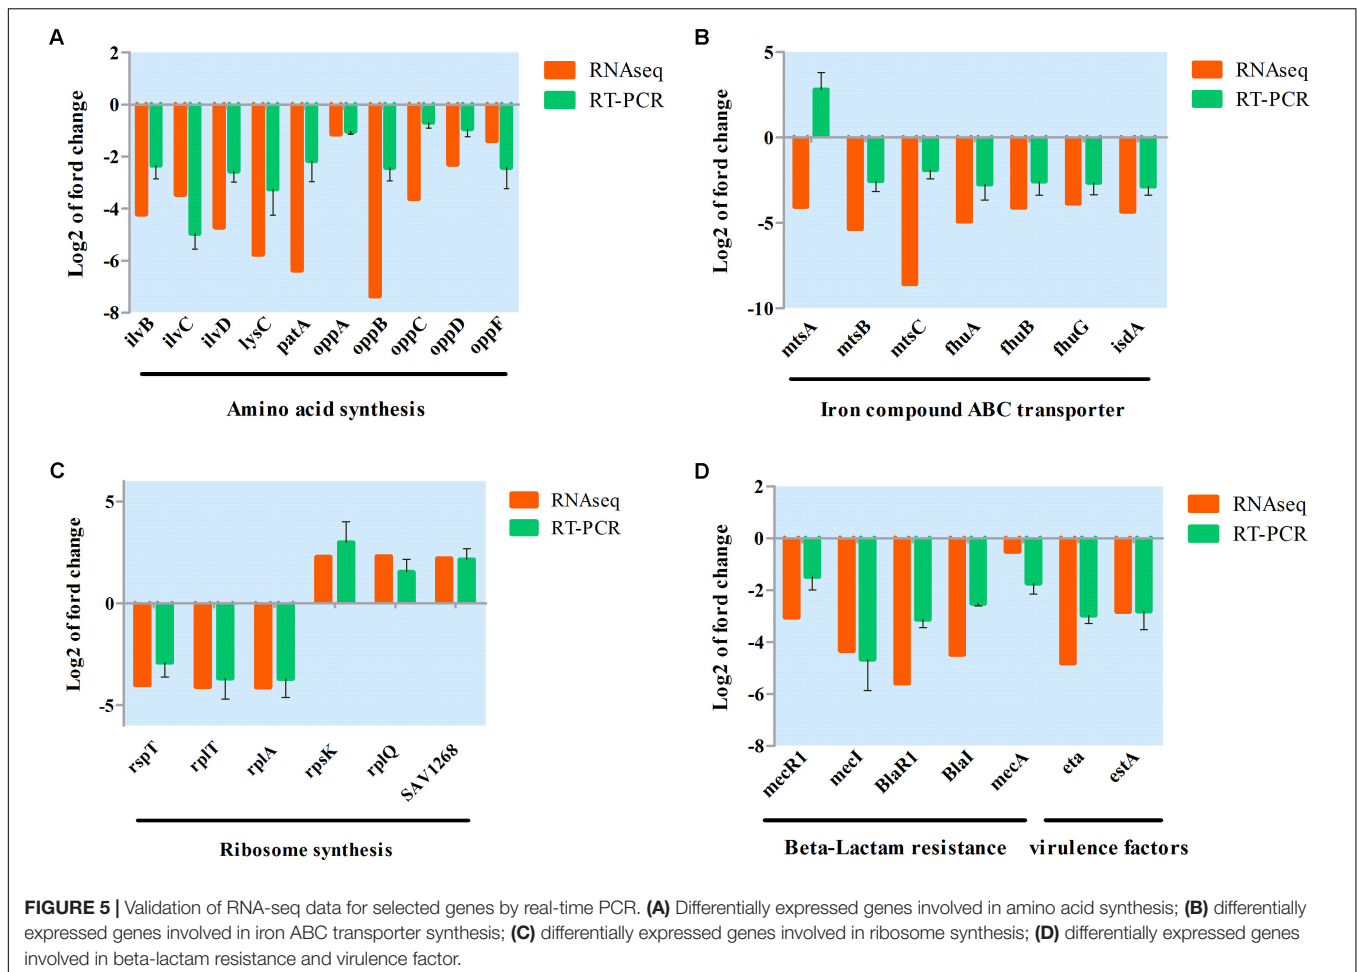 A
2
0
-2
-4
-6
-8
Log2 of ford change
RNAseq
RT-PCR
ilvB ilvC ilvD lysC patA oppA oppB oppC oppD oppF
Amino acid synthesis
B
5
0
-5
-10
Log2 of ford change
RNAseq
RT-PCR
mtsA mtsB mtsC fhuA fhuB fhuG isdA
Iron compound ABC transporter
C
5
0
-5
Log2 of ford change
RNAseq
RT-PCR
rspT rplT rplA rpsK rplQ SAV1268
Ribosome synthesis
D
2
0
-2
-4
-6
-8
Log2 of ford change
RNAseq
RT-PCR
mecR1 mecI BlaR1 BlaI mecA eta estA
Beta-Lactam resistance virulence factors
FIGURE 5 | Validation of RNA-seq data for selected genes by real-time PCR. (A) Differentially expressed genes involved in amino acid synthesis; (B) differentially
expressed genes involved in iron ABC transporter synthesis; (C) differentially expressed genes involved in ribosome synthesis; (D) differentially expressed genes
involved in beta-lactam resistance and virulence factor.